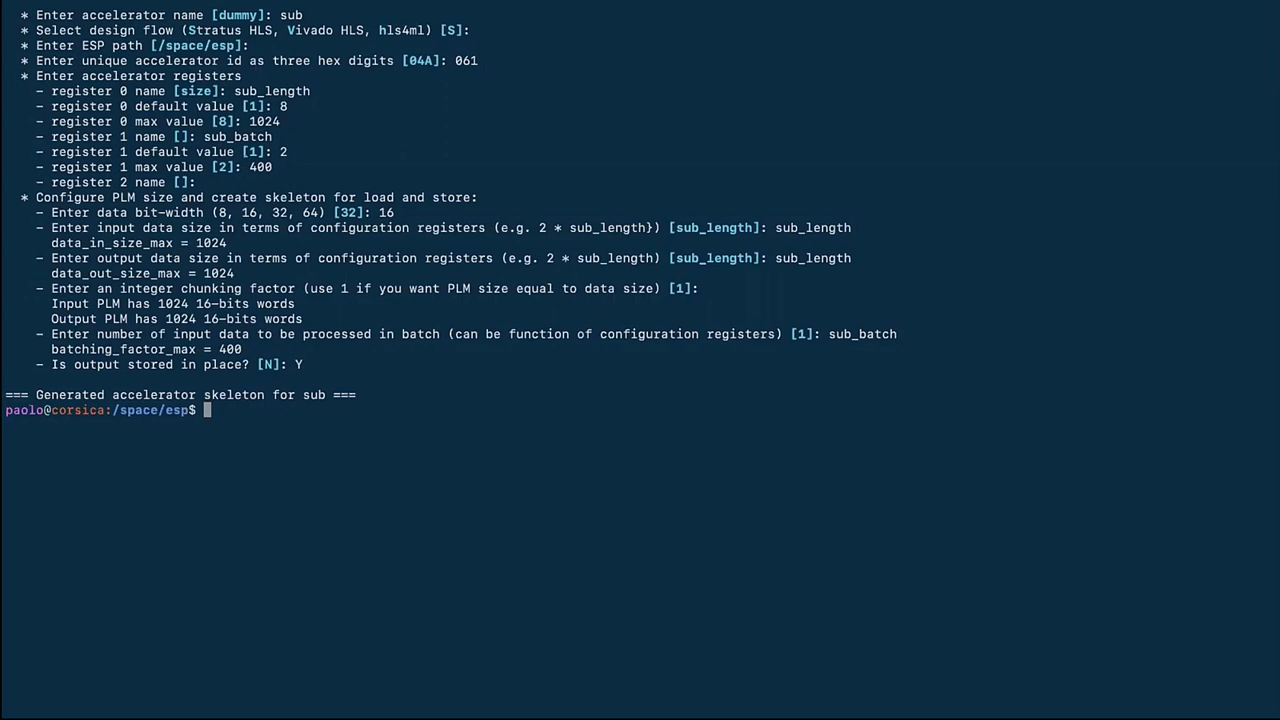 * Enter accelerator name [dummy]: sub
* Select design flow (Stratus HLS, Vivado HLS, hls4ml) [S]:
* Enter ESP path [/space/esp]:
* Enter unique accelerator id as three hex digits [04A]: 061
* Enter accelerator registers
- register 0 name [size]: sub_length
- register 0 default value [1]: 8
- register 0 max value [8]: 1024
- register 1 name []: sub_batch
- register 1 default value [1]: 2
- register 1 max value [2]: 400
- register 2 name []:
* Configure PLM size and create skeleton for load and store:
- Enter data bit-width (8, 16, 32, 64) [32]: 16
- Enter input data size in terms of configuration registers (e.g. 2 * sub_length}) [sub_length]: sub_length
data_in_size_max = 1024
- Enter output data size in terms of configuration registers (e.g. 2 * sub_length) [sub_length]: sub_length
data_out_size_max = 1024
- Enter an integer chunking factor (use 1 if you want PLM size equal to data size) [1]:
Input PLM has 1024 16-bits words
Output PLM has 1024 16-bits words
- Enter number of input data to be processed in batch (can be function of configuration registers) [1]: sub_batch
batching_factor_max = 400
- Is output stored in place? [N]: Y
=== Generated accelerator skeleton for sub ===
paolo@corsica:/space/esp$